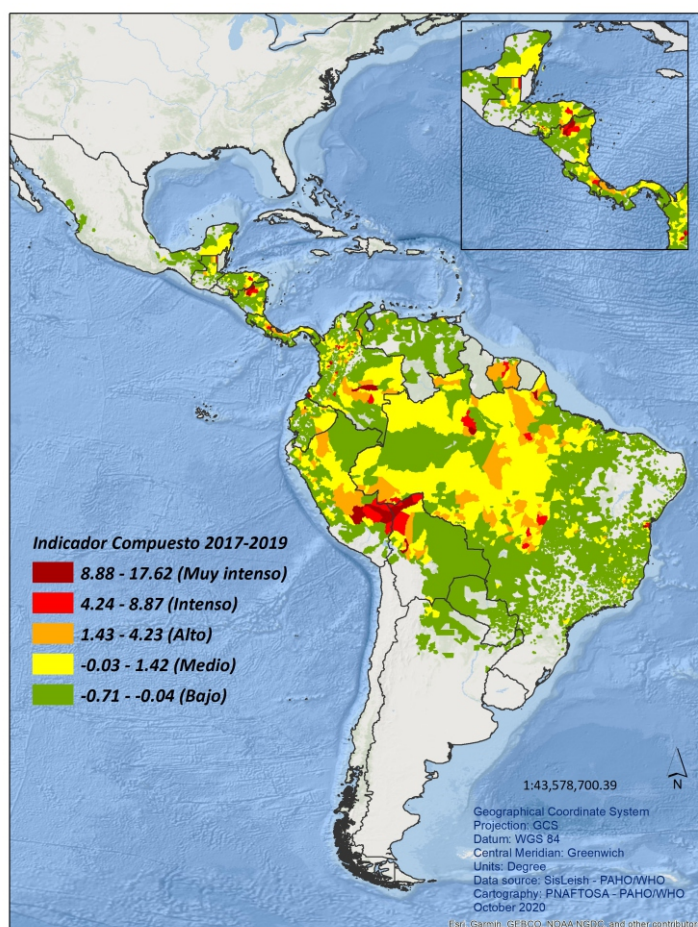 Indicador Compuesto 2017-2019
8.88 - 17.62 (Muy intenso)
4.24 - 8.87 (Intenso)
1.43 - 4.23 (Alto)
-0.03 - 1.42 (Medio)
-0.71 - -0.04 (Bajo)
1:43,578,700.39
N
Geographical Coordinate System
Projection: GCS
Datum: WGS 84
Central Meridian: Greenwich
Units: Degree
Data source: SisLeish - PAHO/WHO
Cartography: PNAFTOSA - PAHO/WHO
October 2020
Esri, Garmin, GEBCO, NOAA NGDC, and other contributor